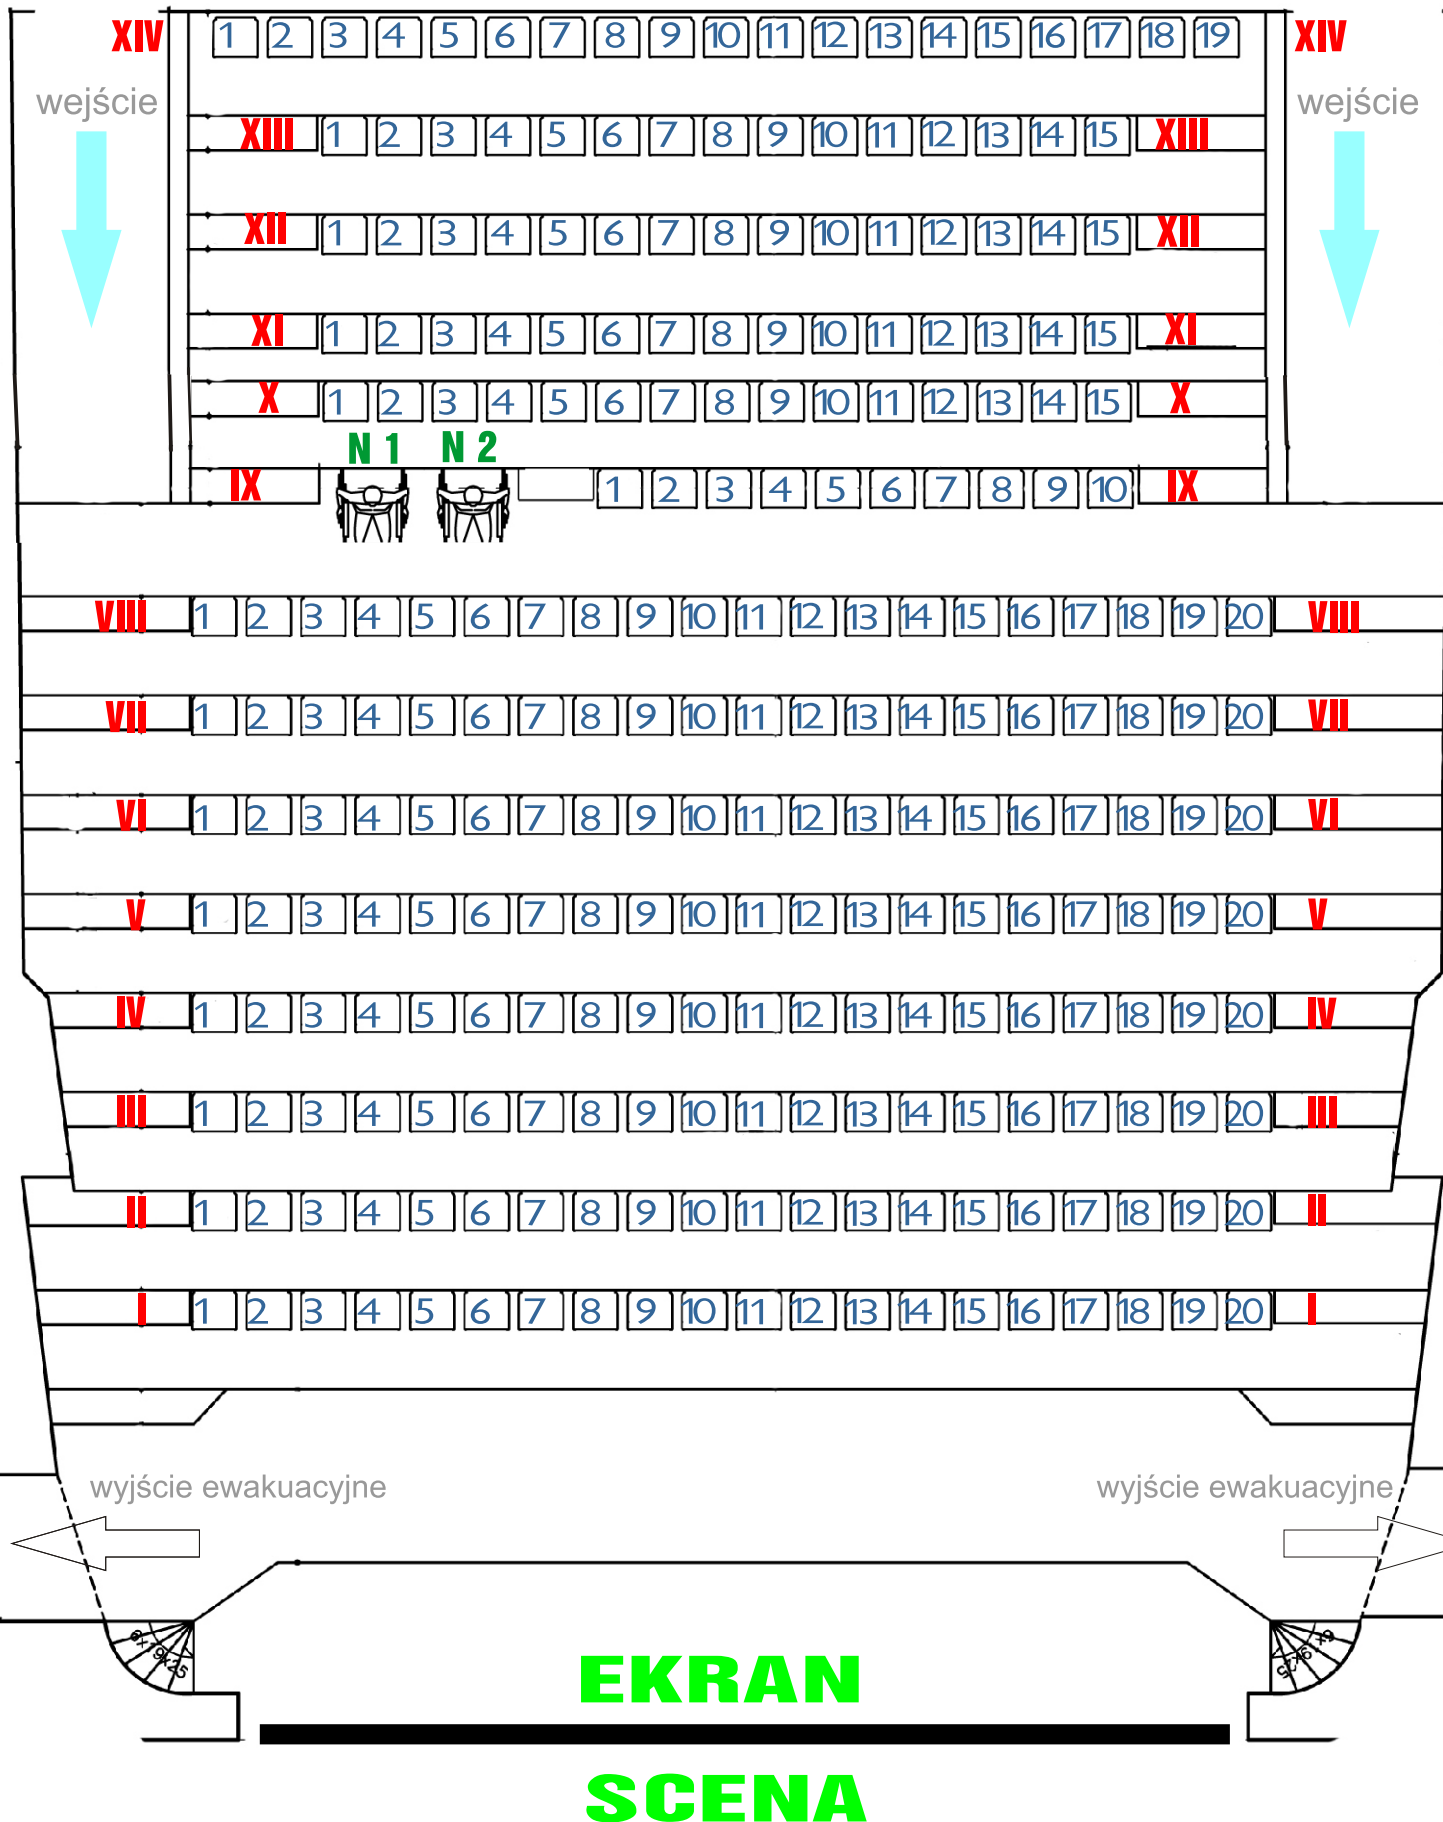 XIV 1 2 3 4 5 6 7 8 9 10 11 12 13 14 15 16 17 18 19 XIV
wejście wejście
XIII 1 2 3 4 5 6 7 8 9 10 11 12 13 14 15 XIII
XII 1 2 3 4 5 6 7 8 9 10 11 12 13 14 15 XII
XI 1 2 3 4 5 6 7 8 9 10 11 12 13 14 15 XI
X 1 2 3 4 5 6 7 8 9 10 11 12 13 14 15 X
N 1 N 2
IX 1 2 3 4 5 6 7 8 9 10 IX
VIII 1 2 3 4 5 6 7 8 9 10 11 12 13 14 15 16 17 18 19 20 VIII
VII 1 2 3 4 5 6 7 8 9 10 11 12 13 14 15 16 17 18 19 20 VII
VI 1 2 3 4 5 6 7 8 9 10 11 12 13 14 15 16 17 18 19 20 VI
V 1 2 3 4 5 6 7 8 9 10 11 12 13 14 15 16 17 18 19 20 V
IV 1 2 3 4 5 6 7 8 9 10 11 12 13 14 15 16 17 18 19 20 IV
III 1 2 3 4 5 6 7 8 9 10 11 12 13 14 15 16 17 18 19 20 III
II 1 2 3 4 5 6 7 8 9 10 11 12 13 14 15 16 17 18 19 20 II
I 1 2 3 4 5 6 7 8 9 10 11 12 13 14 15 16 17 18 19 20 I
wyjście ewakuacyjne wyjście ewakuacyjne
6x19x25 6x19x25
EKRAN
SCENA